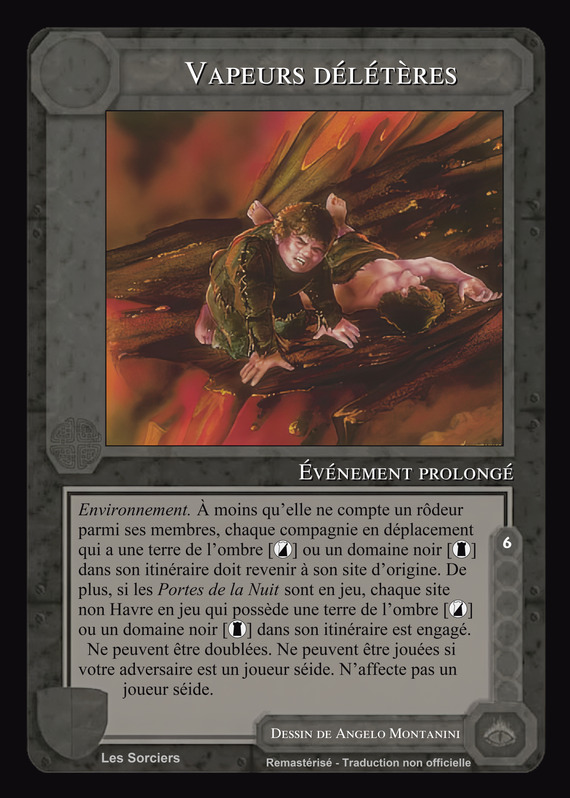 Vapeurs délétères
Événement prolongé
Environnement. À moins qu'elle ne compte un rôdeur
parmi ses membres, chaque compagnie en déplacement
qui a une terre de l'ombre [] ou un domaine noir []
dans son itinéraire doit revenir à son site d'origine. De
plus, si les Portes de la Nuit sont en jeu, chaque site
non Havre en jeu qui possède une terre de l'ombre []
ou un domaine noir [] dans son itinéraire est engagé.
Ne peuvent être doublées. Ne peuvent être jouées si
votre adversaire est un joueur séide. N'affecte pas un
joueur séide.
6
Dessin de Angelo Montanini
Les Sorciers
Remastérisé - Traduction non officielle